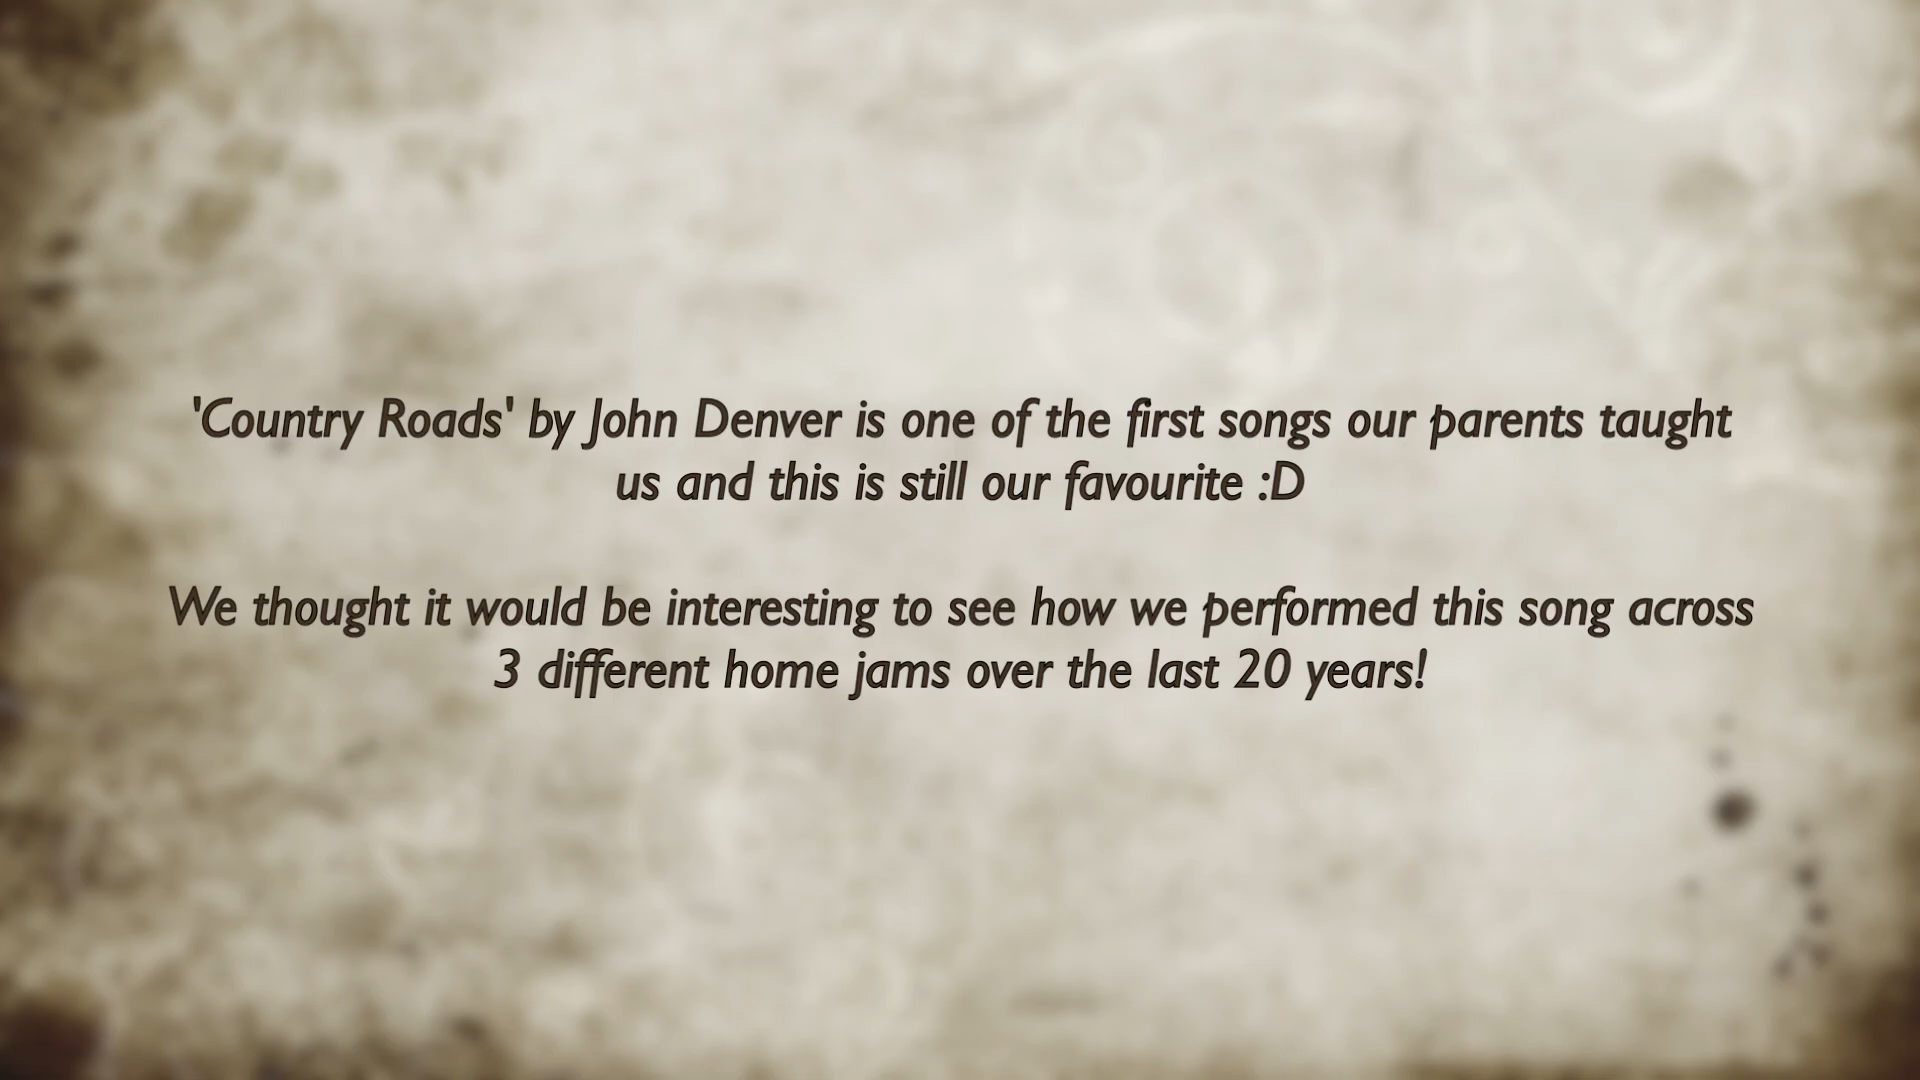 'Country Roads' by John Denver is one of the first songs our parents taught
us and this is still our favourite :D
We thought it would be interesting to see how we performed this song across
3 different home jams over the last 20 years!